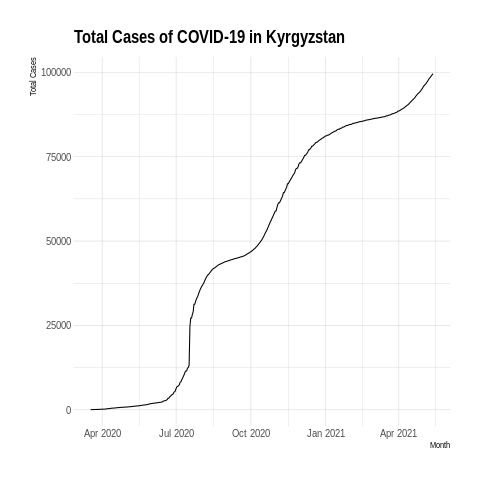 Total Cases of COVID-19 in Kyrgyzstan
Total Cases
100000
75000
50000
25000
0
Apr 2020 Jul 2020 Oct 2020 Jan 2021 Apr 2021
Month